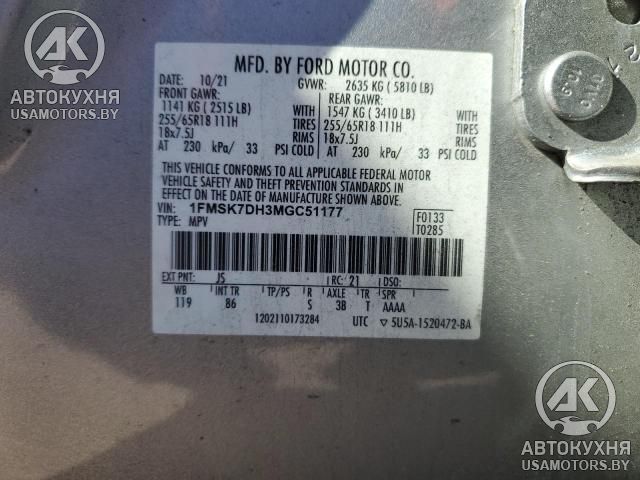 АК
АВТОКУХНЯ
USAMOTORS.BY
MFD. BY FORD MOTOR CO.
DATE: 10/21 GVWR: 2635 KG ( 5810 LB)
FRONT GAWR: REAR GAWR:
1141 KG ( 2515 LB) WITH 1547 KG ( 3410 LB) WITH
255/65R18 111H TIRES 255/65R18 111H TIRES
18x7.5J RIMS 18x7.5J RIMS
AT 230 kPa/ 33 PSI COLD AT 230 kPa/ 33 PSI COLD
THIS VEHICLE CONFORMS TO ALL APPLICABLE FEDERAL MOTOR
VEHICLE SAFETY AND THEFT PREVENTION STANDARDS IN
EFFECT ON THE DATE OF MANUFACTURE SHOWN ABOVE.
VIN: 1FMSK7DH3MGC51177 F0133
TYPE: MPV T0285
EXT PNT: JS RC: 21 DSO:
WB INT TR TP/PS R AXLE TR SPR
119 86 S 38 T AAAA
1202110173284 UTC ▽ 5U5A-1520472-BA
АК
АВТОКУХНЯ
USAMOTORS.BY